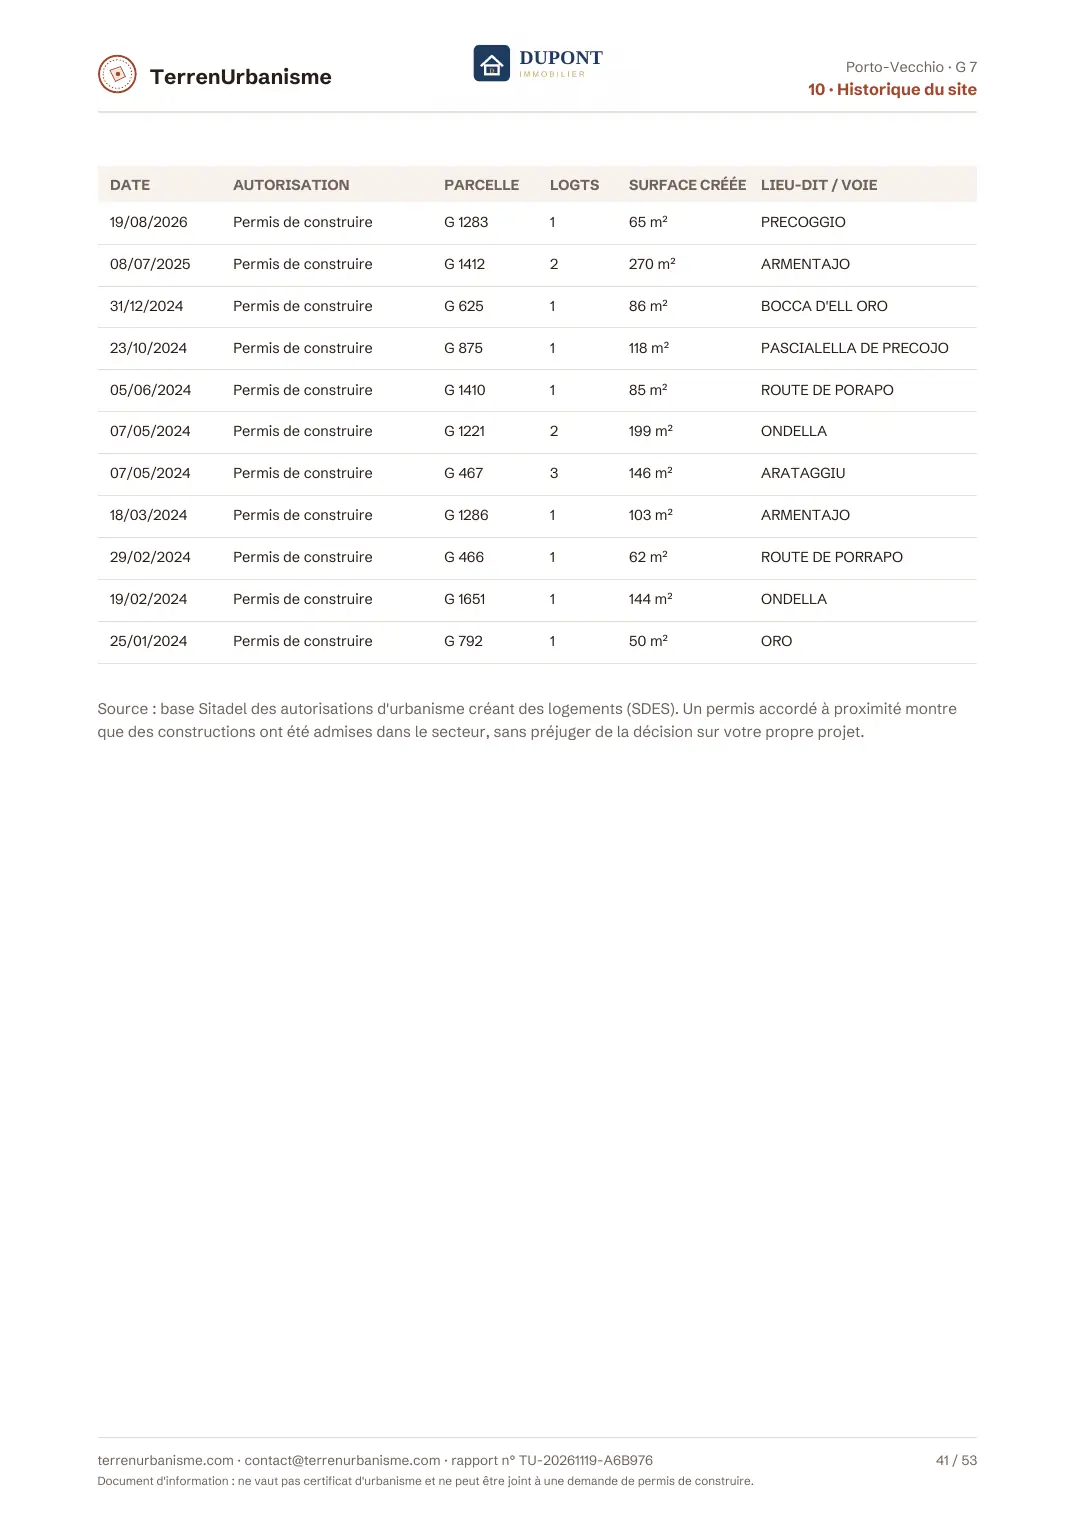 TerrenUrbanisme
DUPONT
IMMOBILIER
Porto-Vecchio · G 7
10 · Historique du site
DATE AUTORISATION PARCELLE LOGTS SURFACE CRÉÉE LIEU-DIT / VOIE
19/08/2026 Permis de construire G 1283 1 65 m² PRECOGGIO
08/07/2025 Permis de construire G 1412 2 270 m² ARMENTAJO
31/12/2024 Permis de construire G 625 1 86 m² BOCCA D'ELL ORO
23/10/2024 Permis de construire G 875 1 118 m² PASCIALELLA DE PRECOJO
05/06/2024 Permis de construire G 1410 1 85 m² ROUTE DE PORAPO
07/05/2024 Permis de construire G 1221 2 199 m² ONDELLA
07/05/2024 Permis de construire G 467 3 146 m² ARATAGGIU
18/03/2024 Permis de construire G 1286 1 103 m² ARMENTAJO
29/02/2024 Permis de construire G 466 1 62 m² ROUTE DE PORRAPO
19/02/2024 Permis de construire G 1651 1 144 m² ONDELLA
25/01/2024 Permis de construire G 792 1 50 m² ORO
Source : base Sitadel des autorisations d'urbanisme créant des logements (SDES). Un permis accordé à proximité montre
que des constructions ont été admises dans le secteur, sans préjuger de la décision sur votre propre projet.
terrenurbanisme.com · contact@terrenurbanisme.com · rapport n° TU-20261119-A6B976 41 / 53
Document d'information : ne vaut pas certificat d'urbanisme et ne peut être joint à une demande de permis de construire.